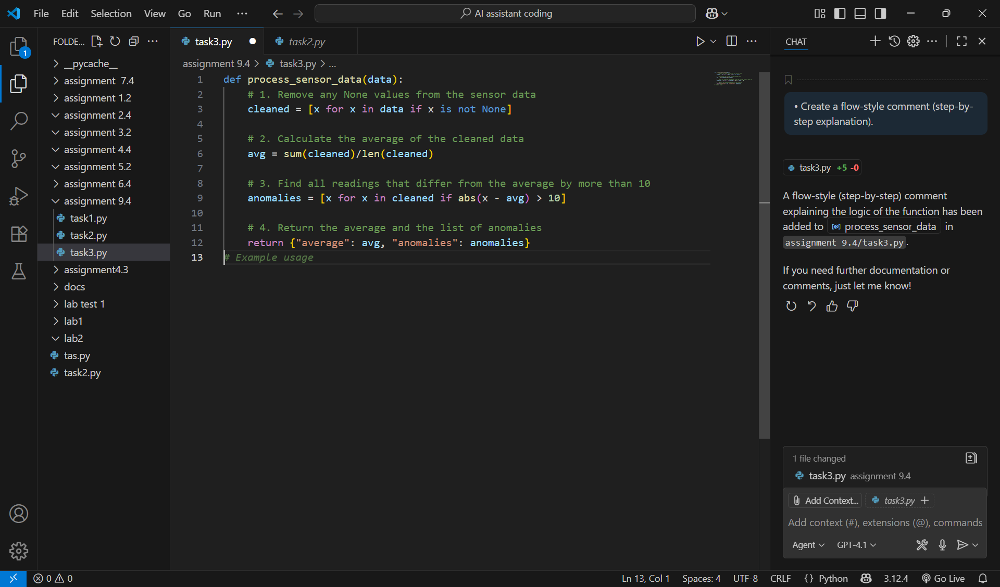 File Edit Selection View Go Run ··· AI assistant coding
FOLDE... ···
1
__pycache__
assignment 7.4
assignment 1.2
assignment 2.4
assignment 3.2
assignment 4.4
assignment 5.2
assignment 6.4
assignment 9.4
task1.py
task2.py
task3.py
assignment4.3
docs
lab test 1
lab1
lab2
tas.py
task2.py
task3.py task2.py
assignment 9.4 > task3.py > ...
1 def process_sensor_data(data):
2 # 1. Remove any None values from the sensor data
3 cleaned = [x for x in data if x is not None]
4
5 # 2. Calculate the average of the cleaned data
6 avg = sum(cleaned)/len(cleaned)
7
8 # 3. Find all readings that differ from the average by more than 10
9 anomalies = [x for x in cleaned if abs(x - avg) > 10]
10
11 # 4. Return the average and the list of anomalies
12 return {"average": avg, "anomalies": anomalies}
13 # Example usage
CHAT
• Create a flow-style comment (step-by-
step explanation).
task3.py +5 -0
A flow-style (step-by-step) comment
explaining the logic of the function has been
added to process_sensor_data in
assignment 9.4/task3.py.
If you need further documentation or
comments, just let me know!
1 file changed
task3.py assignment 9.4
Add Context... task3.py +
Add context (#), extensions (@), commands
Agent GPT-4.1
0 0 Ln 13, Col 1 Spaces: 4 UTF-8 CRLF {} Python 3.12.4 Go Live